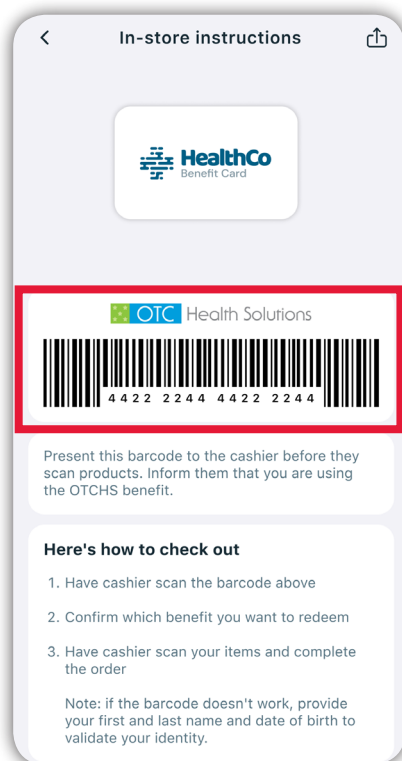 In-store instructions
HealthCo
Benefit Card
OTC Health Solutions
4422 2244 4422 2244
Present this barcode to the cashier before they
scan products. Inform them that you are using
the OTCHS benefit.
Here's how to check out
1. Have cashier scan the barcode above
2. Confirm which benefit you want to redeem
3. Have cashier scan your items and complete
the order
Note: if the barcode doesn't work, provide
your first and last name and date of birth to
validate your identity.